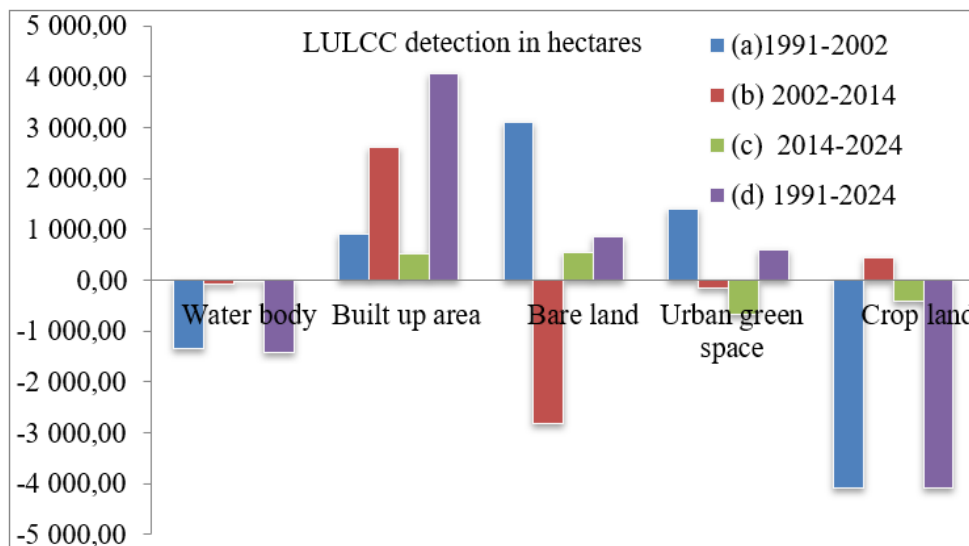 LULCC detection in hectares
(a)1991-2002
(b) 2002-2014
(c) 2014-2024
(d) 1991-2024
5 000,00
4 000,00
3 000,00
2 000,00
1 000,00
0,00
-1 000,00
-2 000,00
-3 000,00
-4 000,00
-5 000,00
Water body
Built up area
Bare land
Urban green
space
Crop land